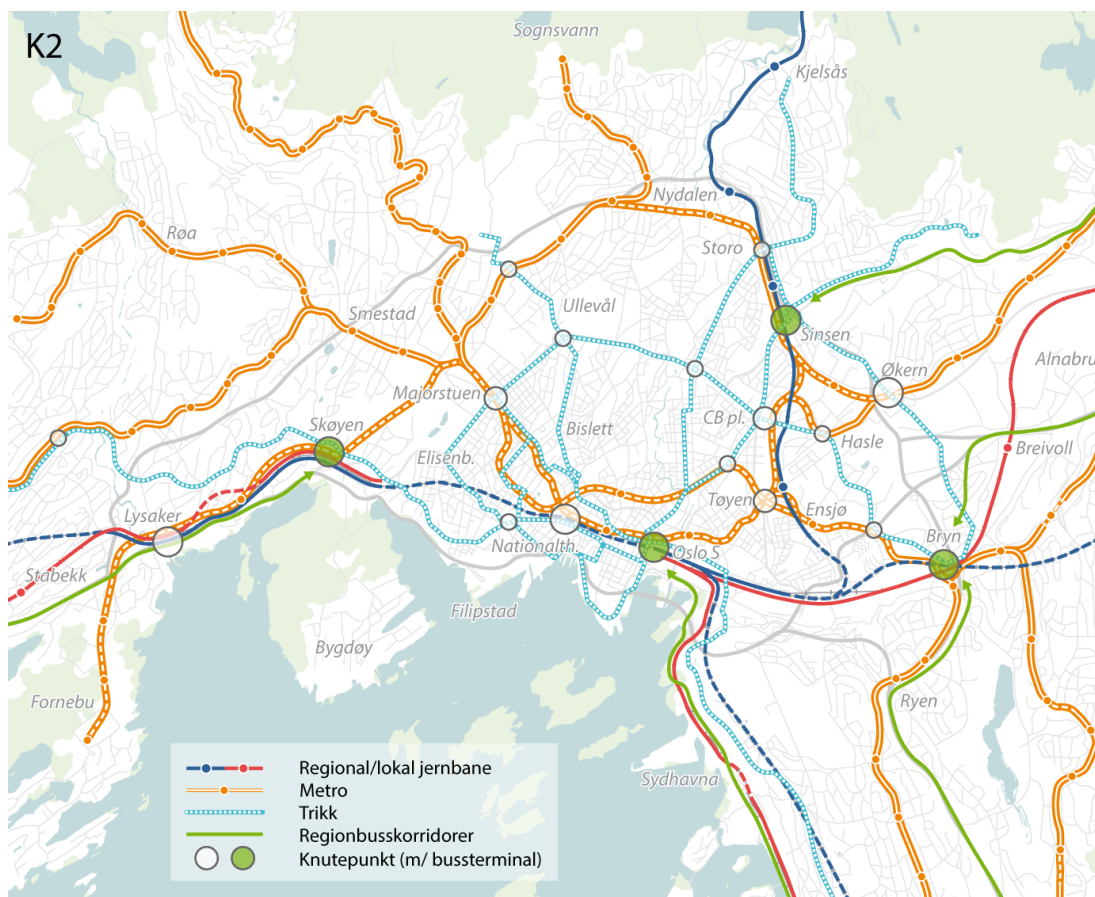 K2
Sognsvann
Kjelsås
Nydalen
Røa
Storo
Ullevål
Smestad
Sinsen
Økern
Alnabru
Majorstuen
Skøyen
CB pl.
Bislett
Hasle
Breivoll
Elisenb.
Lysaker
Tøyen
Ensjø
Bryn
Nationalth.
Oslo S
Stabekk
Filipstad
Bygdøy
Fornebu
Ryen
Sydhavna
Regional/lokal jernbane
Metro
Trikk
Regionbusskorridorer
Knutepunkt (m/ bussterminal)